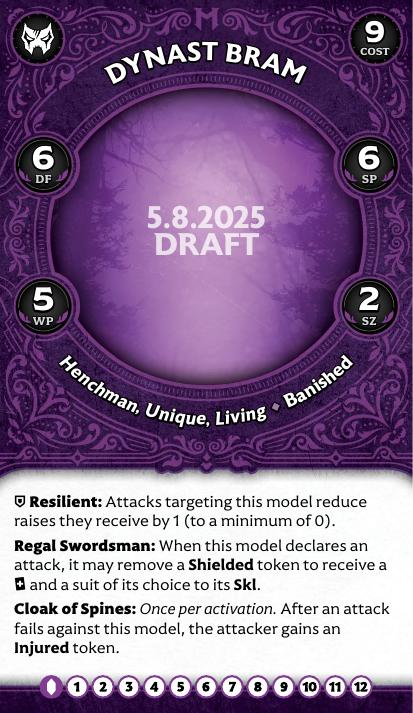 9
COST
DYNAST BRAM
6
DF
6
SP
5.8.2025
DRAFT
5
WP
2
SZ
Henchman, Unique, Living ◆ Banished
Resilient: Attacks targeting this model reduce
raises they receive by 1 (to a minimum of 0).
Regal Swordsman: When this model declares an
attack, it may remove a Shielded token to receive a
and a suit of its choice to its Skl.
Cloak of Spines: Once per activation. After an attack
fails against this model, the attacker gains an
Injured token.
1 2 3 4 5 6 7 8 9 10 11 12